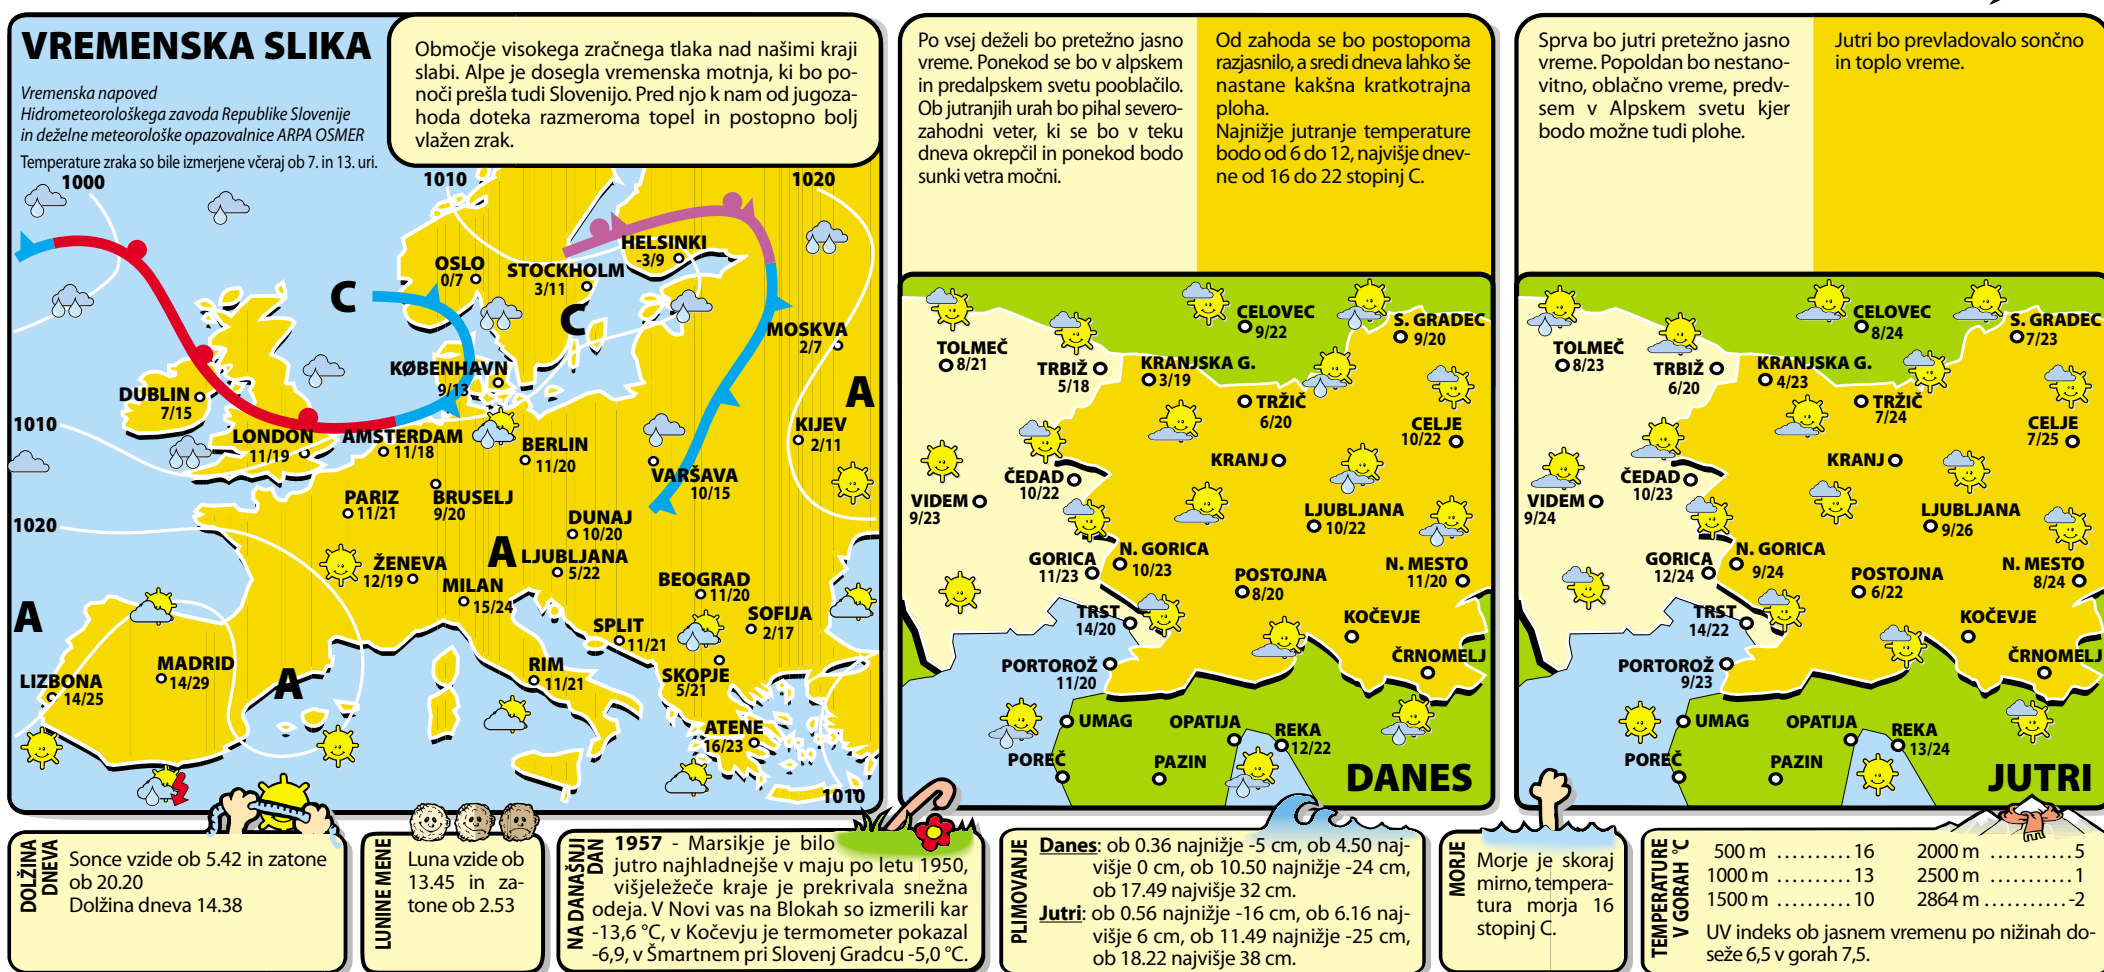 VREMENSKA SLIKA
Vremenska napoved
Hidrometeorološkega zavoda Republike Slovenije
in deželne meteorološke opazovalnice ARPA OSMER
Temperature zraka so bile izmerjene včeraj ob 7. in 13. uri.
Območje visokega zračnega tlaka nad našimi kraji
slabi. Alpe je dosegla vremenska motnja, ki bo po-
noči prešla tudi Slovenijo. Pred njo k nam od jugoza-
hoda doteka razmeroma topel in postopno bolj
vlažen zrak.
1000
1010
1020
HELSINKI
-3/9
OSLO
0/7
STOCKHOLM
3/11
C
C
MOSKVA
2/7
KØBENHAVN
9/13
DUBLIN
7/15
A
1010
LONDON
11/19
AMSTERDAM
11/18
BERLIN
11/20
KIJEV
2/11
VARŠAVA
10/15
PARIZ
11/21
BRUSELJ
9/20
1020
DUNAJ
10/20
A
ŽENEVA
12/19
LJUBLJANA
5/22
MILAN
15/24
BEOGRAD
11/20
A
SOFIJA
2/17
SPLIT
11/21
MADRID
14/29
RIM
11/21
SKOPJE
5/21
LIZBONA
14/25
A
ATENE
16/23
1010
Po vsej deželi bo pretežno jasno
vreme. Ponekod se bo v alpskem
in predalpskem svetu pooblačilo.
Ob jutranjih urah bo pihal severo-
zahodni veter, ki se bo v teku
dneva okrepčil in ponekod bodo
sunki vetra močni.
Od zahoda se bo postopoma
razjasnilo, a sredi dneva lahko še
nastane kakšna kratkotrajna
ploha.
Najnižje jutranje temperature
bodo od 6 do 12, najvišje dnev-
ne od 16 do 22 stopinj C.
CELOVEC
9/22
S. GRADEC
9/20
TOLMEČ
8/21
TRBIŽ
5/18
KRANJSKA G.
3/19
TRŽIČ
6/20
CELJE
10/22
KRANJ
ČEDAD
10/22
VIDEM
9/23
LJUBLJANA
10/22
GORICA
11/23
N. GORICA
10/23
N. MESTO
11/20
POSTOJNA
8/20
TRST
14/20
KOČEVJE
PORTOROŽ
11/20
ČRNOMELJ
UMAG
OPATIJA
REKA
12/22
POREČ
PAZIN
DANES
Sprva bo jutri pretežno jasno
vreme. Popoldan bo nestano-
vitno, oblačno vreme, predv-
sem v Alpskem svetu kjer
bodo možne tudi plohe.
Jutri bo prevladovalo sončno
in toplo vreme.
CELOVEC
8/24
S. GRADEC
7/23
TOLMEČ
8/23
TRBIŽ
6/20
KRANJSKA G.
4/23
TRŽIČ
7/24
CELJE
7/25
KRANJ
ČEDAD
10/23
VIDEM
9/24
LJUBLJANA
9/26
GORICA
12/24
N. GORICA
9/24
N. MESTO
8/24
POSTOJNA
6/22
TRST
14/22
KOČEVJE
PORTOROŽ
9/23
ČRNOMELJ
UMAG
OPATIJA
REKA
13/24
POREČ
PAZIN
JUTRI
DOLŽINA
DNEVA
Sonce vzide ob 5.42 in zatone
ob 20.20
Dolžina dneva 14.38
LUNINE MENE
Luna vzide ob
13.45 in za-
tone ob 2.53
NA DANAŠNJI
DAN
1957 - Marsikje je bilo
jutro najhladnejše v maju po letu 1950,
višjeležeče kraje je prekrivala snežna
odeja. V Novi vas na Blokah so izmerili kar
-13,6 °C, v Kočevju je termometer pokazal
-6,9, v Šmartnem pri Slovenj Gradcu -5,0 °C.
PLIMOVANJE
Danes: ob 0.36 najnižje -5 cm, ob 4.50 naj-
višje 0 cm, ob 10.50 najnižje -24 cm,
ob 17.49 najvišje 32 cm.
Jutri: ob 0.56 najnižje -16 cm, ob 6.16 naj-
višje 6 cm, ob 11.49 najnižje -25 cm,
ob 18.22 najvišje 38 cm.
MORJE
Morje je skoraj
mirno, tempera-
tura morja 16
stopinj C.
TEMPERATURE
V GORAH °C
500 m ........... 16
1000 m .......... 13
1500 m .......... 10
2000 m ........... 5
2500 m ........... 1
2864 m .......... -2
UV indeks ob jasnem vremenu po nižinah do-
seže 6,5 v gorah 7,5.